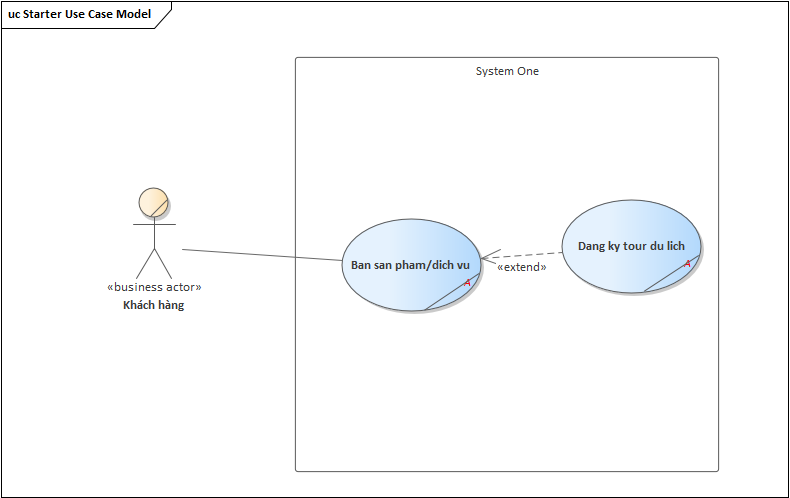 uc Starter Use Case Model
System One
Dang ky tour du lich
Ban san pham/dich vu
A
«extend»
A
«business actor»
Khách hàng